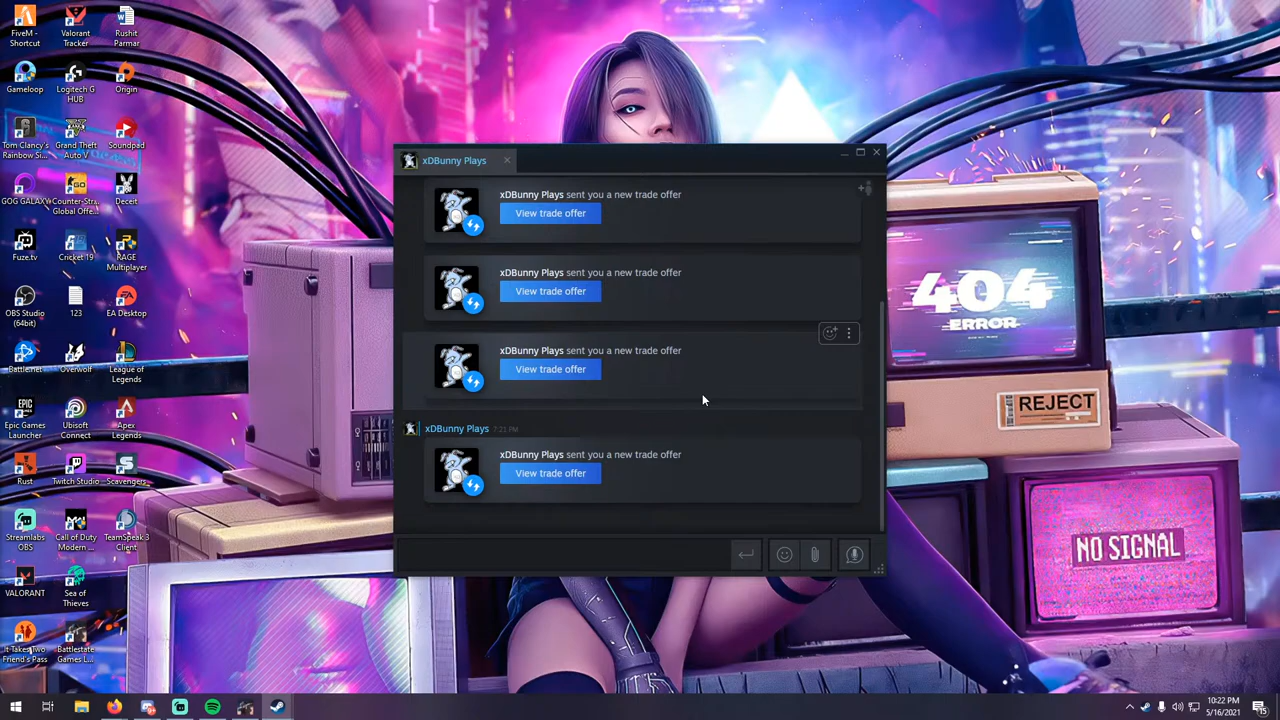 FiveM - Shortcut
Valorant Tracker
Rushit Parmar
Gameloop
Logitech G HUB
Origin
Tom Clancy's Rainbow Si...
Grand Theft Auto V
Soundpad
GOG GALAXY
Counter-Stra... Global Offe...
Deceit
Fuze.tv
Cricket 19
RAGE Multiplayer
OBS Studio (64bit)
123
EA Desktop
Battle.net
Overwolf
League of Legends
Epic Games Launcher
Ubisoft Connect
Apex Legends
Rust
Twitch Studio
Scavengers
Streamlabs OBS
Call of Duty Modern ...
TeamSpeak 3 Client
VALORANT
Sea of Thieves
It Takes Two Friend's Pass
Battlestate Games L...
xDBunny Plays
xDBunny Plays sent you a new trade offer
View trade offer
xDBunny Plays sent you a new trade offer
View trade offer
xDBunny Plays sent you a new trade offer
View trade offer
xDBunny Plays 7:21 PM
xDBunny Plays sent you a new trade offer
View trade offer
404
ERROR
REJECT
NO SIGNAL
10:22 PM
5/16/2021
15